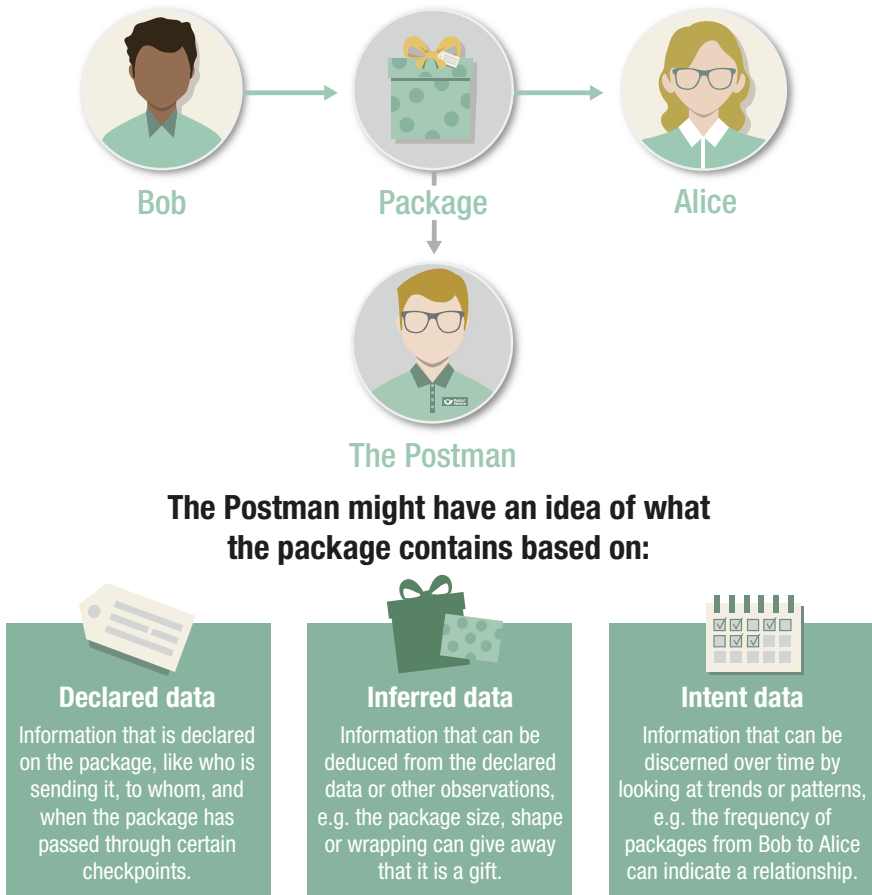 Bob
Package
Alice
The Postman
The Postman might have an idea of what
the package contains based on:
Declared data
Information that is declared
on the package, like who is
sending it, to whom, and
when the package has
passed through certain
checkpoints.
Inferred data
Information that can be
deduced from the declared
data or other observations,
e.g. the package size, shape
or wrapping can give away
that it is a gift.
Intent data
Information that can be
discerned over time by
looking at trends or patterns,
e.g. the frequency of
packages from Bob to Alice
can indicate a relationship.